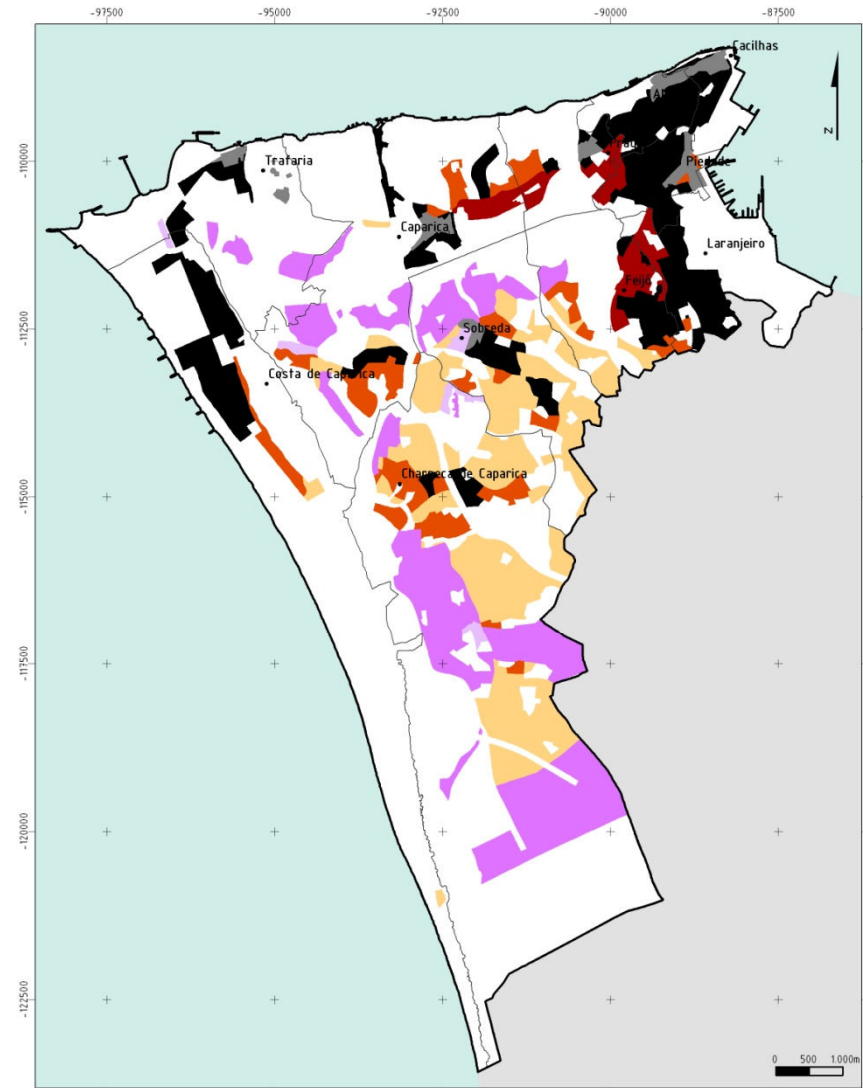 -97500 -95000 -92500 -90000 -87500
Cacilhas
N
-110000
Trafaria
Piedade
Caparica
Laranjeiro
Feijó
-112500
Sobreda
Costa de Caparica
-115000
Charneca de Caparica
-117500
-120000
-122500
0 500 1.000m